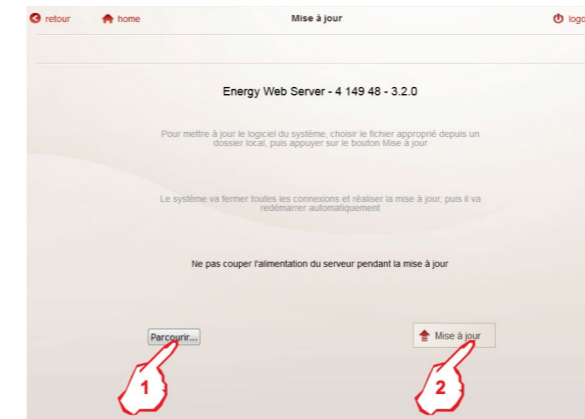 retour home Mise à jour logo
Energy Web Server - 4 149 48 - 3.2.0
Pour mettre à jour le logiciel du système, choisir le fichier approprié depuis un
dossier local, puis appuyer sur le bouton Mise à jour
Le système va fermer toutes les connexions et réaliser la mise à jour, puis il va
redémarrer automatiquement
Ne pas couper l'alimentation du serveur pendant la mise à jour
Parcourir... Mise à jour
1 2